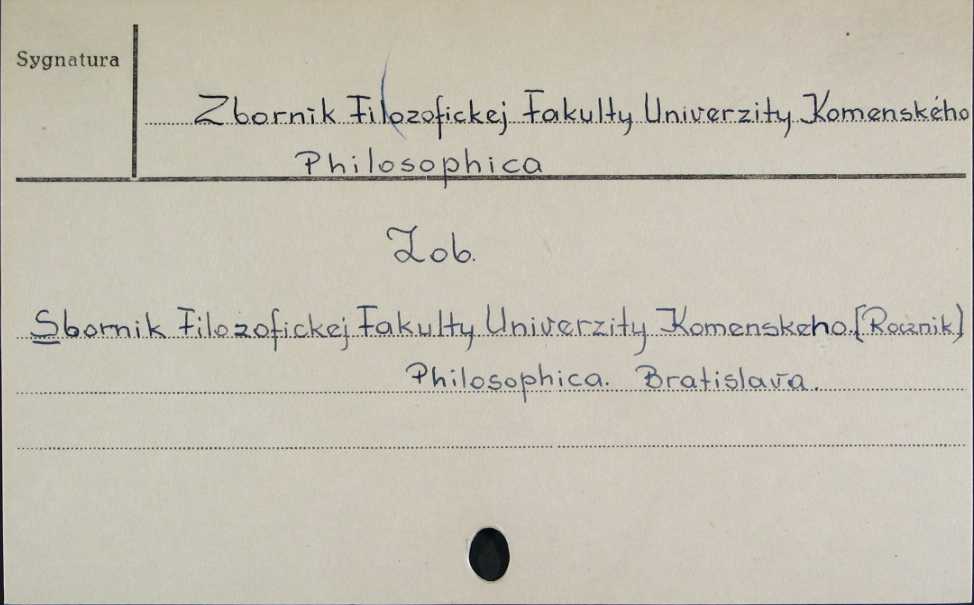 Sygnatura
Zbornik Filozofickej Fakulty Univerzity Komenského
Philosophica
Zob.
Sbornik Filozofickej Fakulty Univerzity Komenskeho. [Rocznik]
Philosophica. Bratislava.